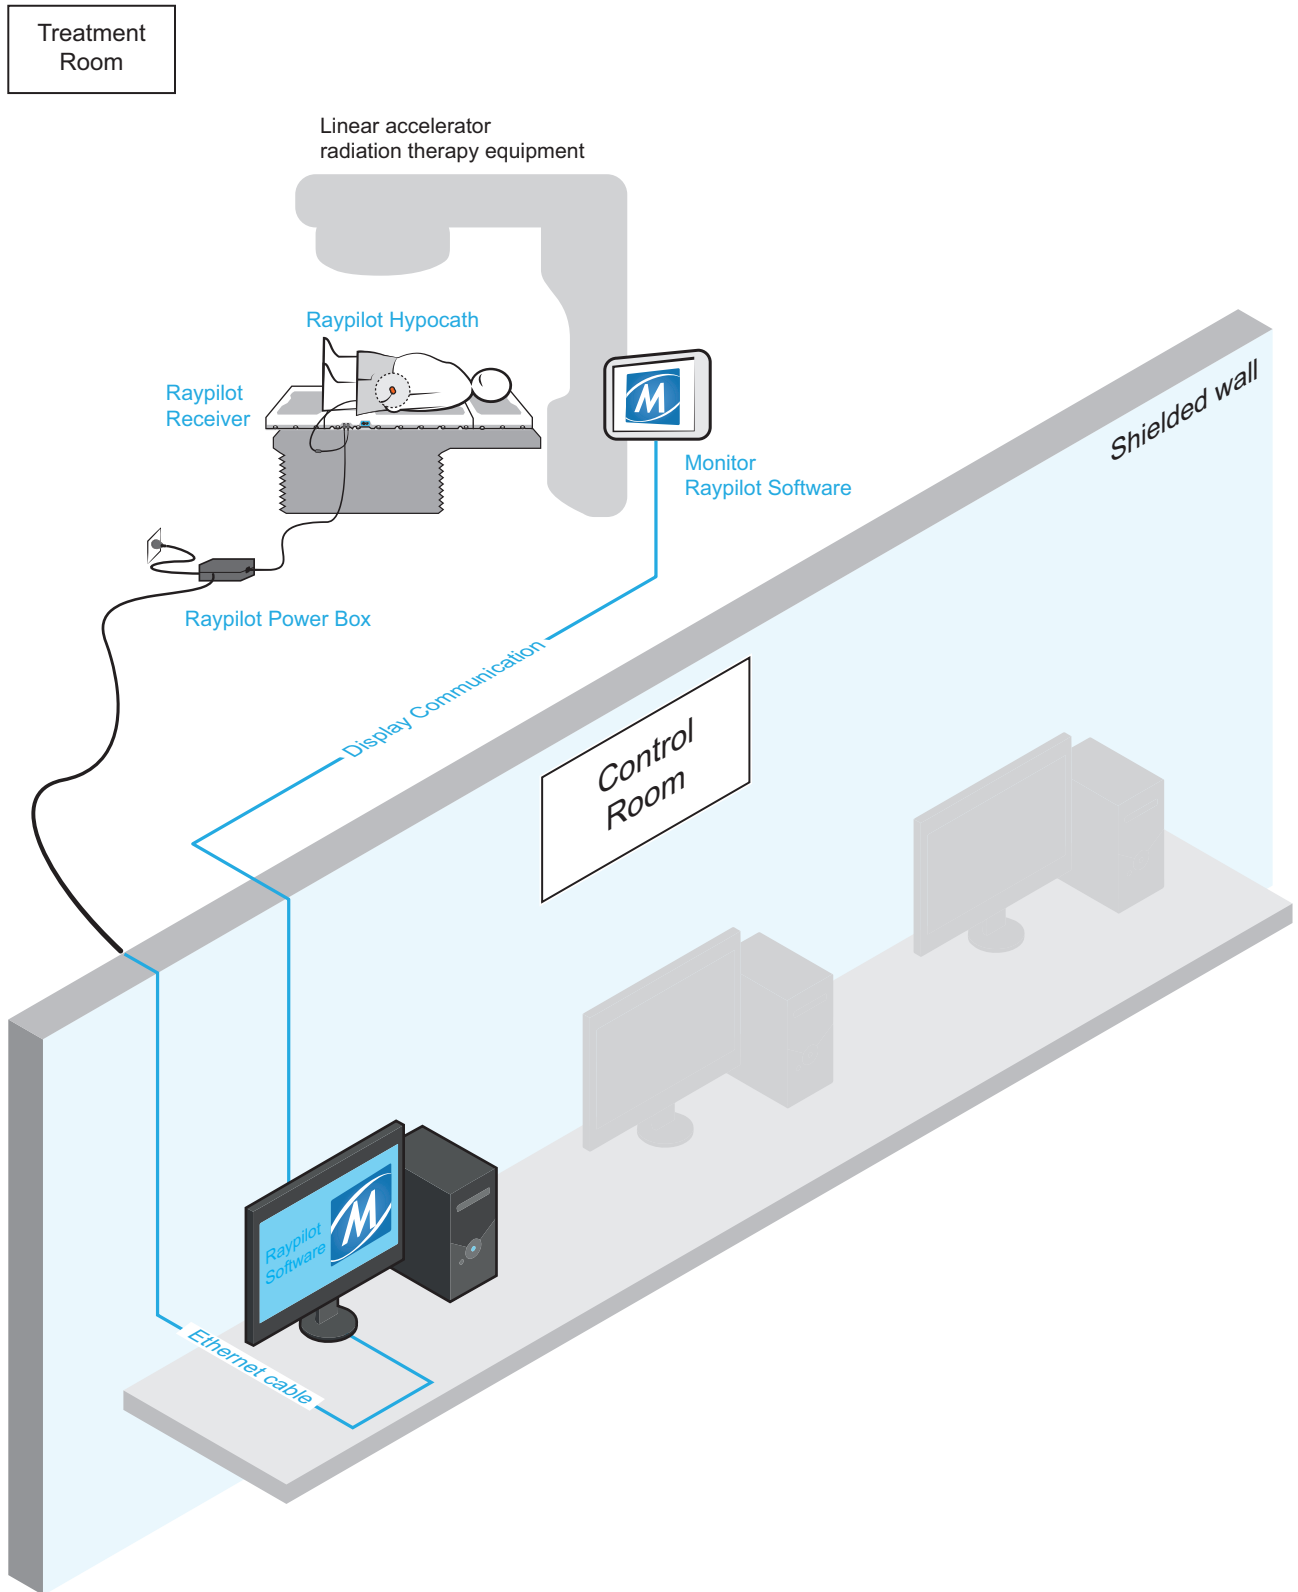 Treatment
Room
Linear accelerator
radiation therapy equipment
Raypilot Hypocath
Raypilot
Receiver
M
Shielded wall
Monitor
Raypilot Software
Raypilot Power Box
Display Communication
Control
Room
Raypilot
Software
M
Ethernet cable